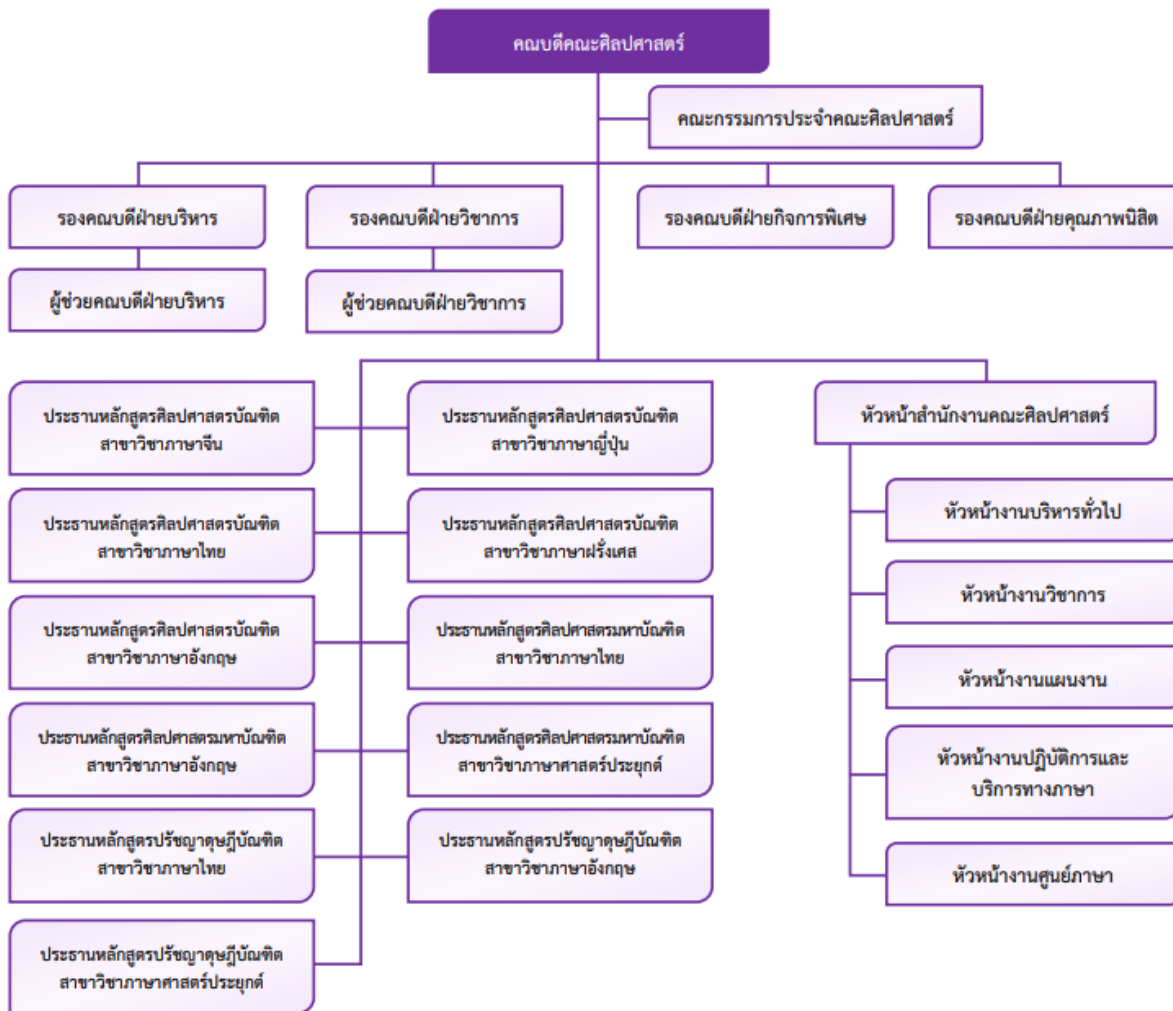 คณบดีคณะศิลปศาสตร์
คณะกรรมการประจำคณะศิลปศาสตร์
รองคณบดีฝ่ายบริหาร
รองคณบดีฝ่ายวิชาการ
รองคณบดีฝ่ายกิจการพิเศษ
รองคณบดีฝ่ายคุณภาพนิสิต
ผู้ช่วยคณบดีฝ่ายบริหาร
ผู้ช่วยคณบดีฝ่ายวิชาการ
ประธานหลักสูตรศิลปศาสตรบัณฑิต
สาขาวิชาภาษาจีน
ประธานหลักสูตรศิลปศาสตรบัณฑิต
สาขาวิชาภาษาญี่ปุ่น
ประธานหลักสูตรศิลปศาสตรบัณฑิต
สาขาวิชาภาษาไทย
ประธานหลักสูตรศิลปศาสตรบัณฑิต
สาขาวิชาภาษาฝรั่งเศส
ประธานหลักสูตรศิลปศาสตรบัณฑิต
สาขาวิชาภาษาอังกฤษ
ประธานหลักสูตรศิลปศาสตรมหาบัณฑิต
สาขาวิชาภาษาไทย
ประธานหลักสูตรศิลปศาสตรมหาบัณฑิต
สาขาวิชาภาษาอังกฤษ
ประธานหลักสูตรศิลปศาสตรมหาบัณฑิต
สาขาวิชาภาษาศาสตร์ประยุกต์
ประธานหลักสูตรปรัชญาดุษฎีบัณฑิต
สาขาวิชาภาษาไทย
ประธานหลักสูตรปรัชญาดุษฎีบัณฑิต
สาขาวิชาภาษาอังกฤษ
ประธานหลักสูตรปรัชญาดุษฎีบัณฑิต
สาขาวิชาภาษาศาสตร์ประยุกต์
หัวหน้าสำนักงานคณะศิลปศาสตร์
หัวหน้างานบริหารทั่วไป
หัวหน้างานวิชาการ
หัวหน้างานแผนงาน
หัวหน้างานปฏิบัติการและ
บริการทางภาษา
หัวหน้างานศูนย์ภาษา